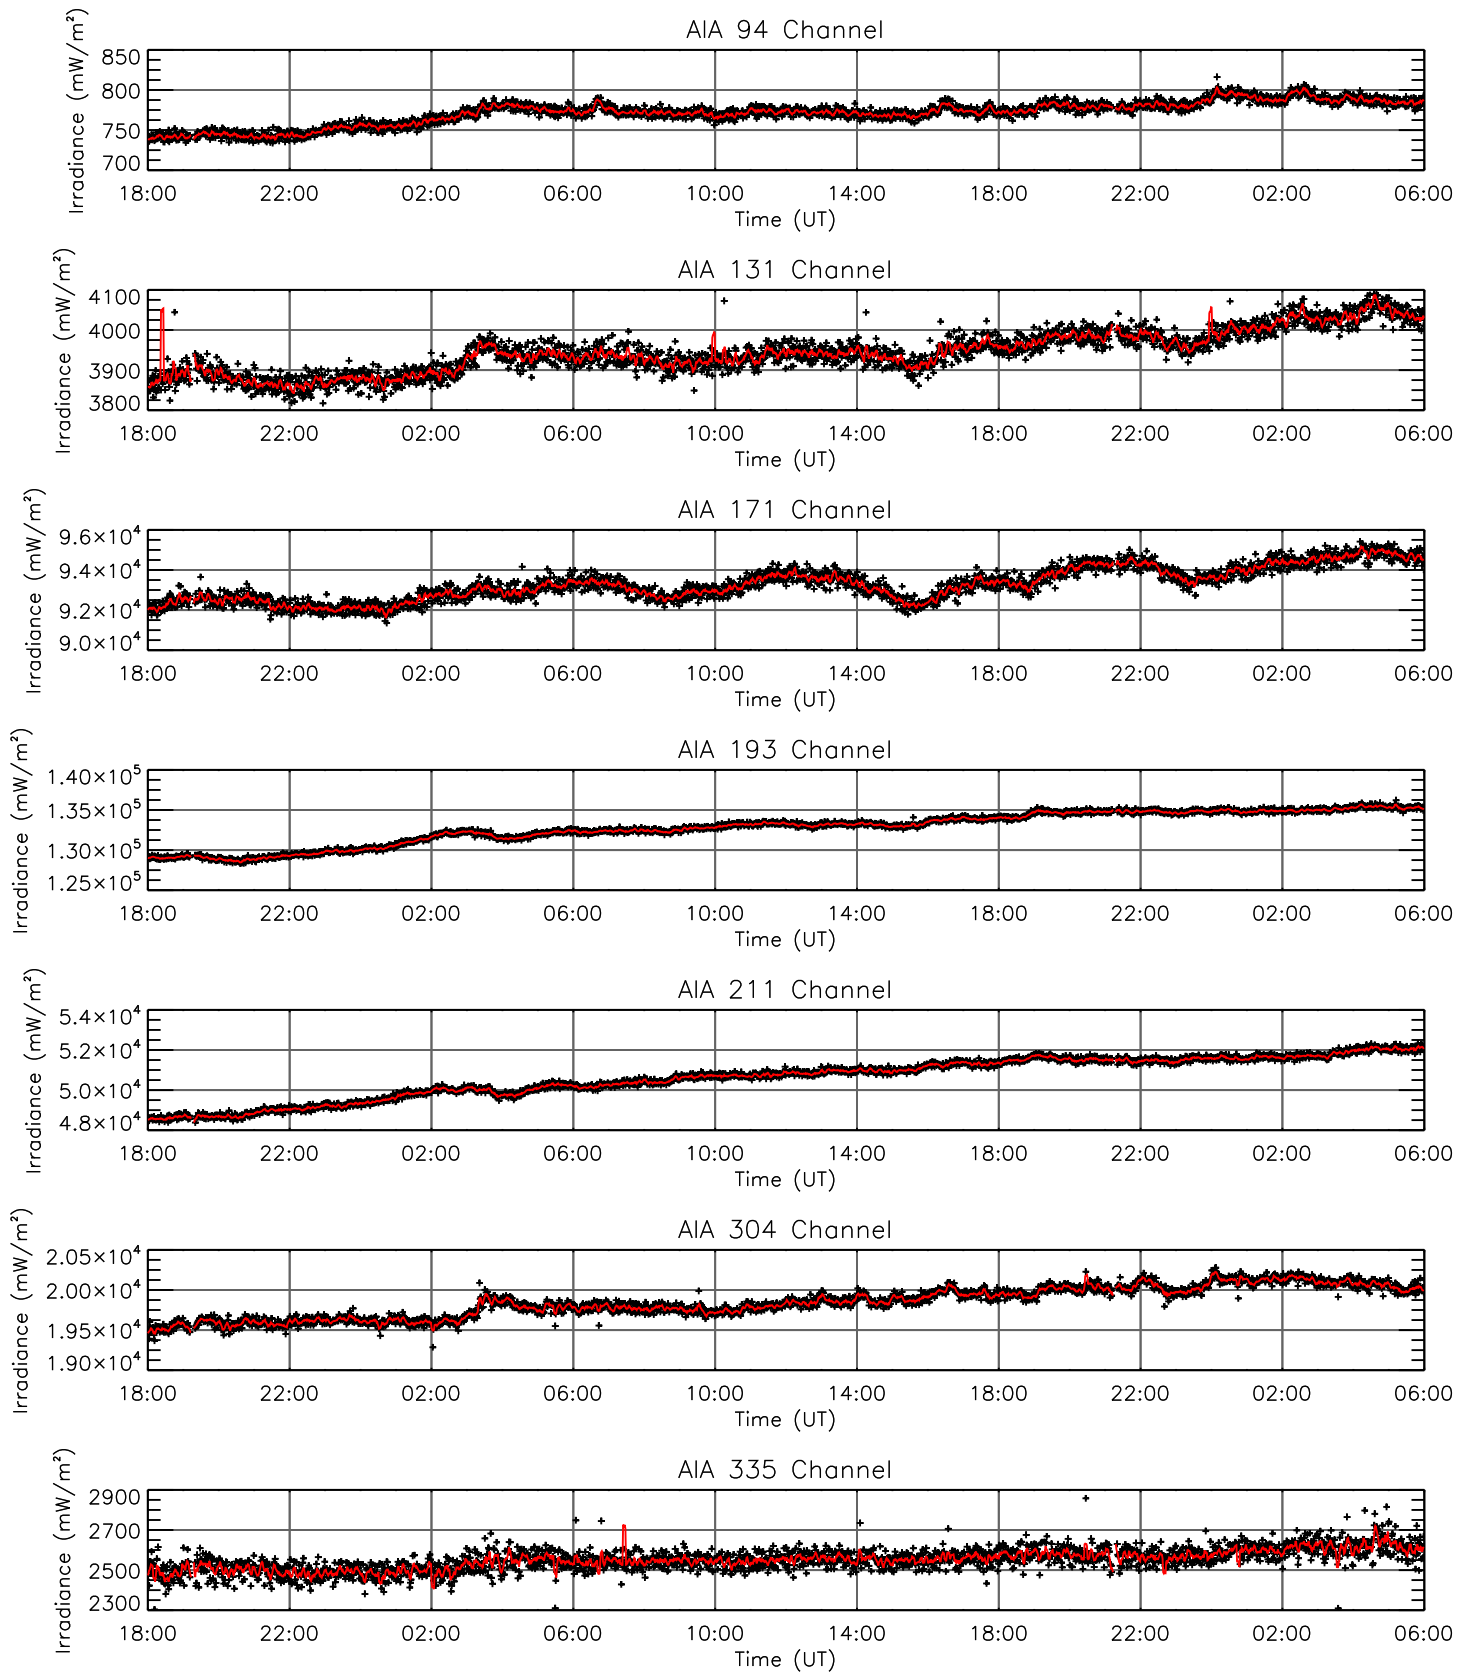 AIA 94 Channel
Irradiance (mW/m²)
850
800
750
700
18:00 22:00 02:00 06:00 10:00 14:00 18:00 22:00 02:00 06:00
Time (UT)
AIA 131 Channel
Irradiance (mW/m²)
4100
4000
3900
3800
18:00 22:00 02:00 06:00 10:00 14:00 18:00 22:00 02:00 06:00
Time (UT)
AIA 171 Channel
Irradiance (mW/m²)
9.6×10⁴
9.4×10⁴
9.2×10⁴
9.0×10⁴
18:00 22:00 02:00 06:00 10:00 14:00 18:00 22:00 02:00 06:00
Time (UT)
AIA 193 Channel
Irradiance (mW/m²)
1.40×10⁵
1.35×10⁵
1.30×10⁵
1.25×10⁵
18:00 22:00 02:00 06:00 10:00 14:00 18:00 22:00 02:00 06:00
Time (UT)
AIA 211 Channel
Irradiance (mW/m²)
5.4×10⁴
5.2×10⁴
5.0×10⁴
4.8×10⁴
18:00 22:00 02:00 06:00 10:00 14:00 18:00 22:00 02:00 06:00
Time (UT)
AIA 304 Channel
Irradiance (mW/m²)
2.05×10⁴
2.00×10⁴
1.95×10⁴
1.90×10⁴
18:00 22:00 02:00 06:00 10:00 14:00 18:00 22:00 02:00 06:00
Time (UT)
AIA 335 Channel
Irradiance (mW/m²)
2900
2700
2500
2300
18:00 22:00 02:00 06:00 10:00 14:00 18:00 22:00 02:00 06:00
Time (UT)